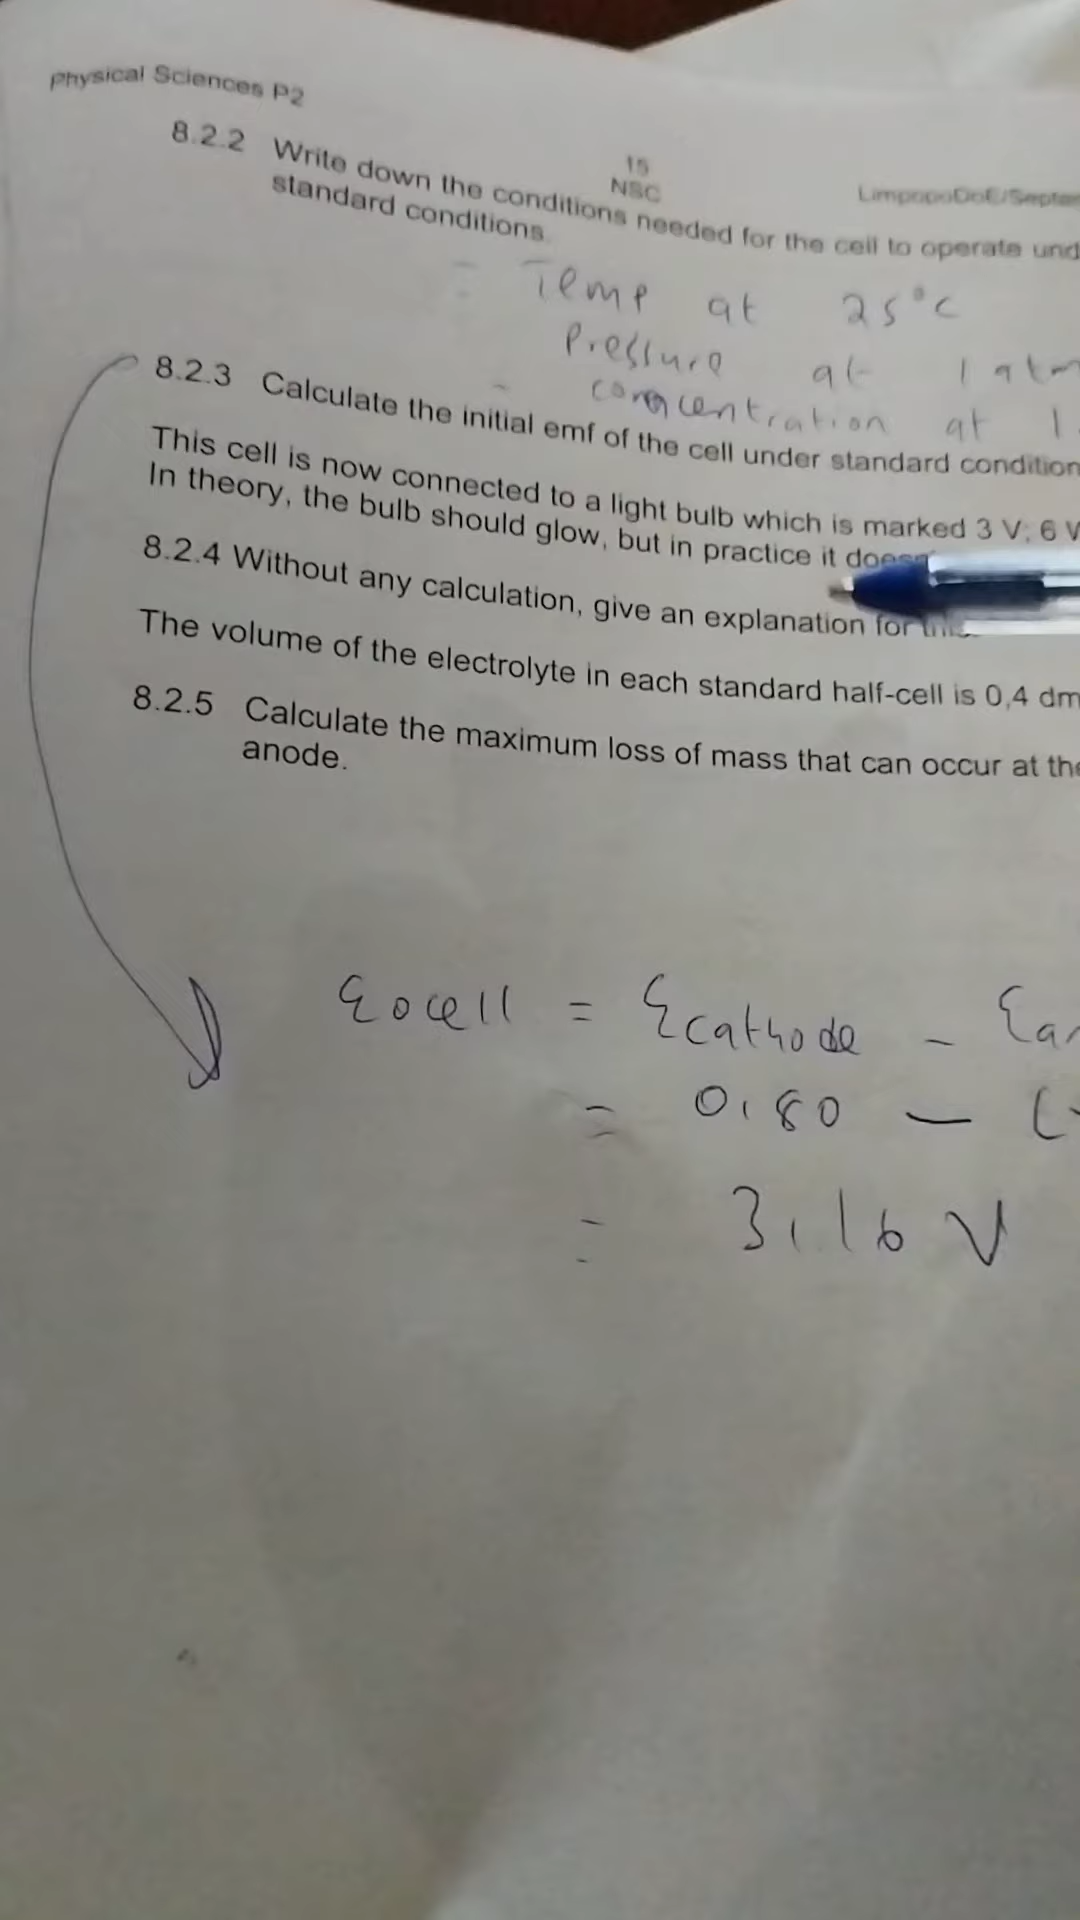 Physical Sciences P2
15
NSC
LimpopoDoE/Septem
8.2.2 Write down the conditions needed for the cell to operate und
standard conditions.
- Temp at 25°C
Pressure at 1 atm
- concentration at 1
8.2.3 Calculate the initial emf of the cell under standard condition
This cell is now connected to a light bulb which is marked 3 V; 6 W
In theory, the bulb should glow, but in practice it
8.2.4 Without any calculation, give an explanation for
The volume of the electrolyte in each standard half-cell is 0,4 dm
8.2.5 Calculate the maximum loss of mass that can occur at the
anode.
Eocell = Ecathode - Ean
= 0,80 - (-
= 3,16 V